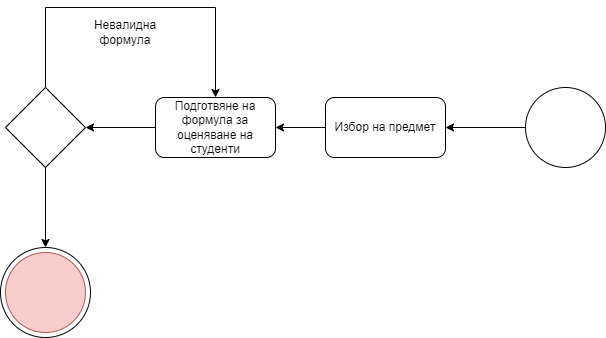 Невалидна
формула
Подготвяне на
формула за
оценяване на
студенти
Избор на предмет